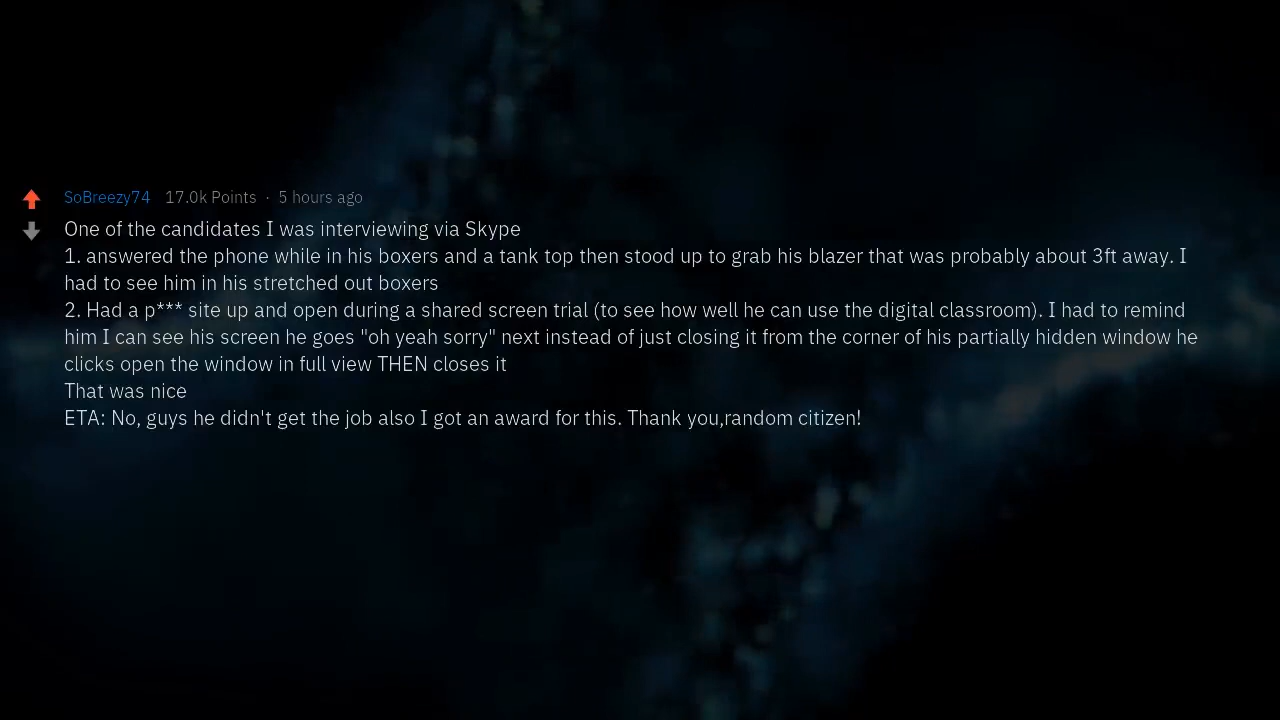 SoBreezy74 17.0k Points · 5 hours ago
One of the candidates I was interviewing via Skype
1. answered the phone while in his boxers and a tank top then stood up to grab his blazer that was probably about 3ft away. I
had to see him in his stretched out boxers
2. Had a p*** site up and open during a shared screen trial (to see how well he can use the digital classroom). I had to remind
him I can see his screen he goes "oh yeah sorry" next instead of just closing it from the corner of his partially hidden window he
clicks open the window in full view THEN closes it
That was nice
ETA: No, guys he didn't get the job also I got an award for this. Thank you,random citizen!